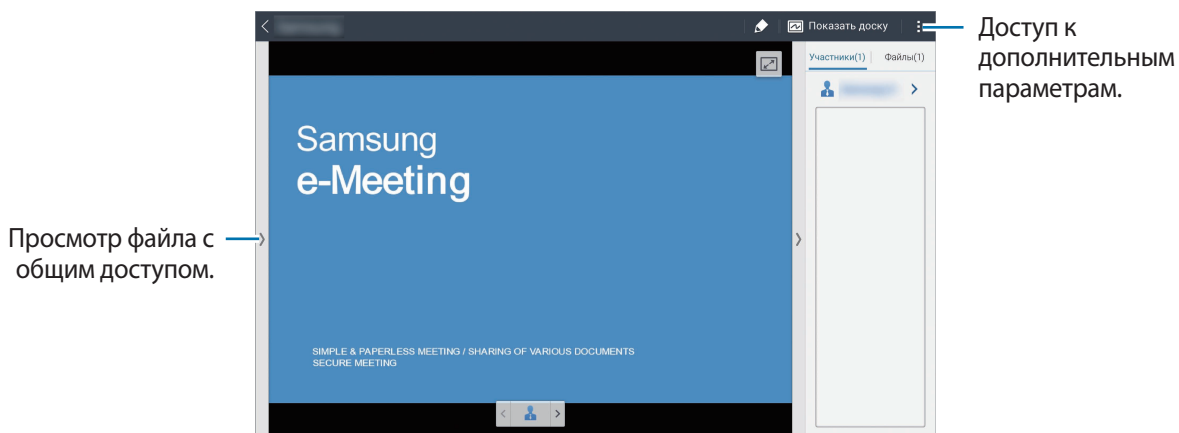 Показать доску
Доступ к
дополнительным
параметрам.
Участники(1)
Файлы(1)
Samsung
e-Meeting
Просмотр файла с
общим доступом.
SIMPLE & PAPERLESS MEETING / SHARING OF VARIOUS DOCUMENTS
SECURE MEETING